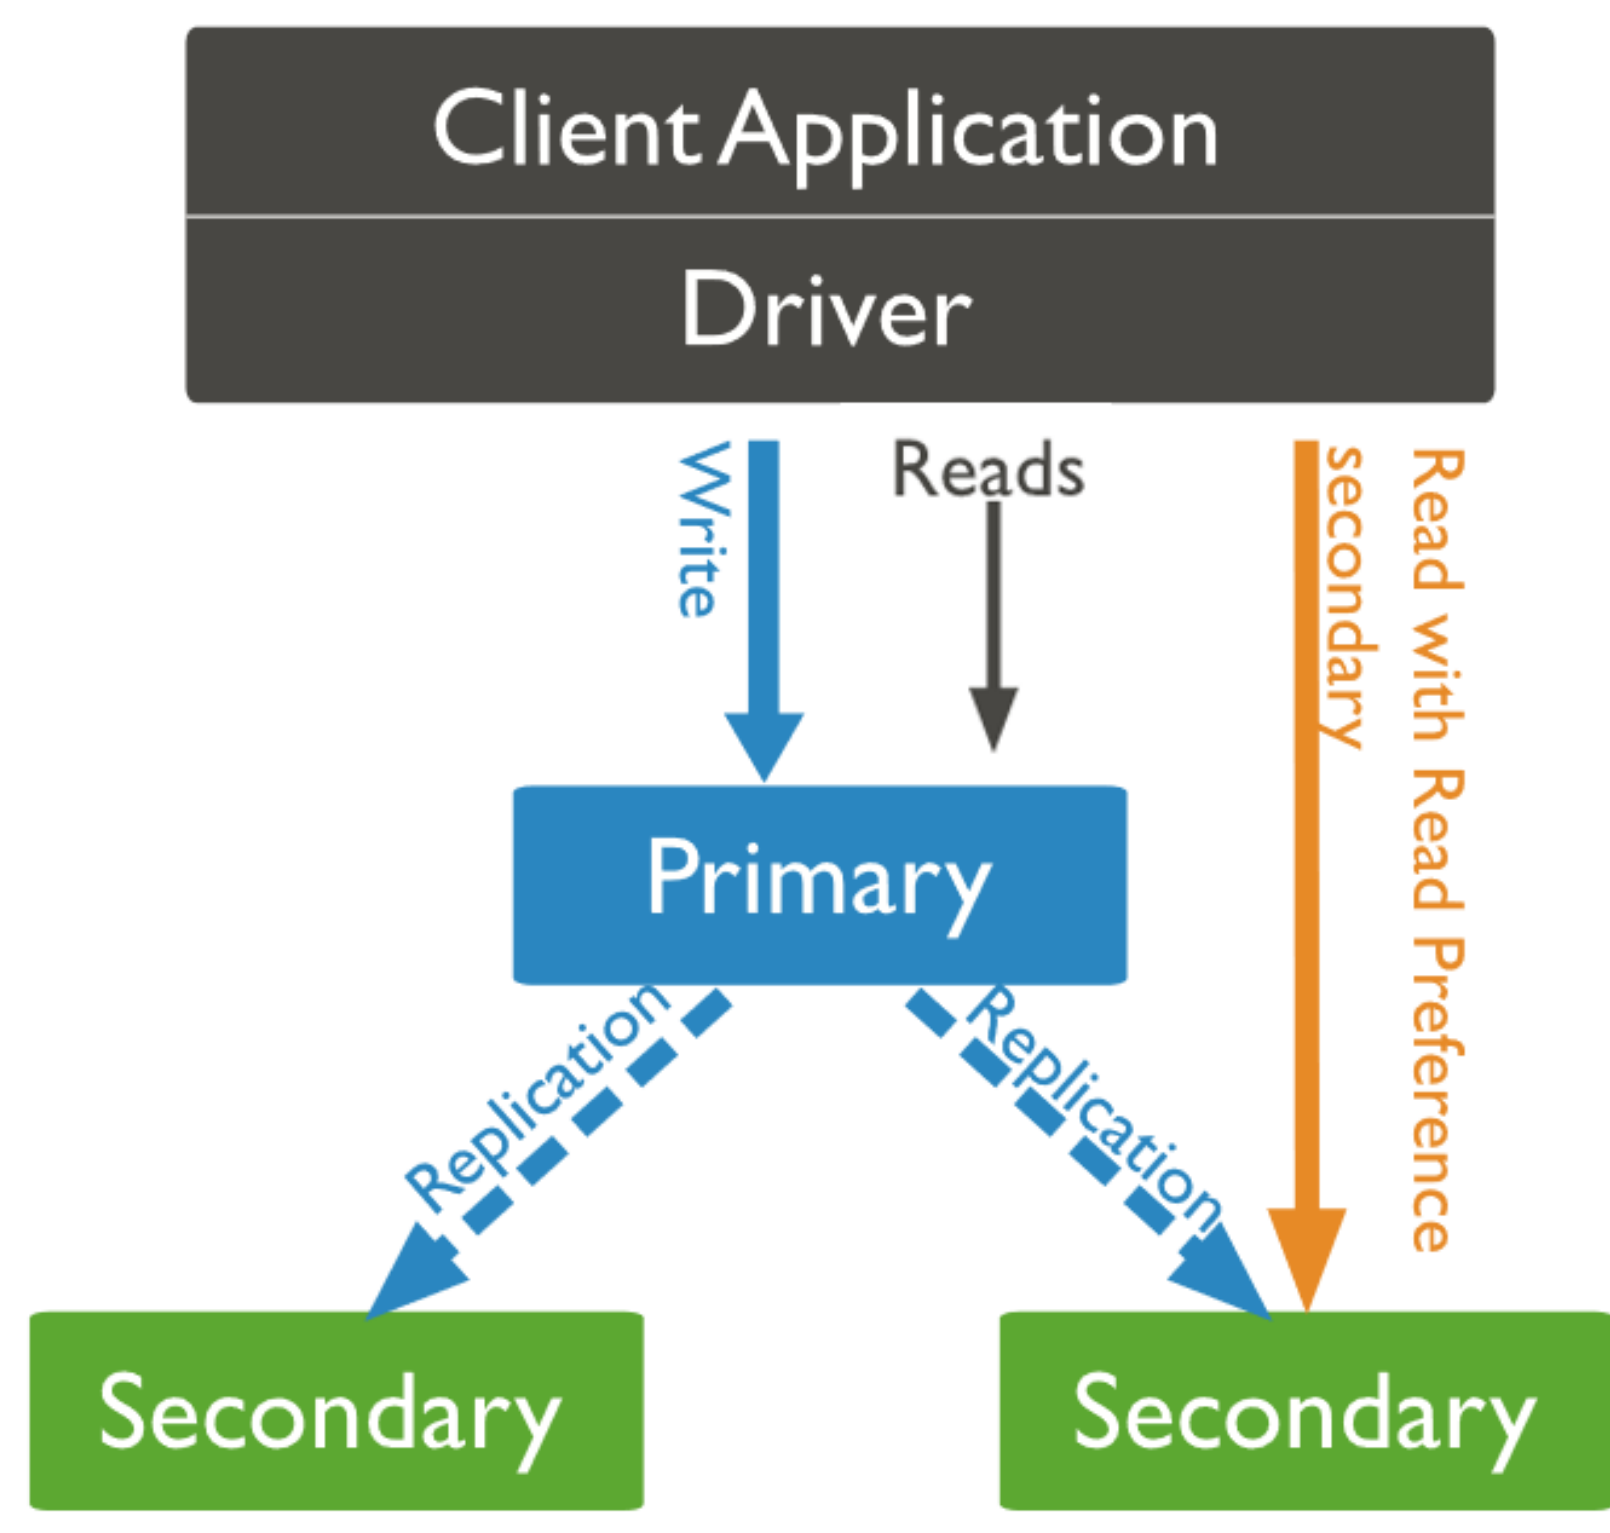 Client Application
Driver
Write
Reads
Read with Read Preference
secondary
Primary
Replication
Replication
Secondary
Secondary